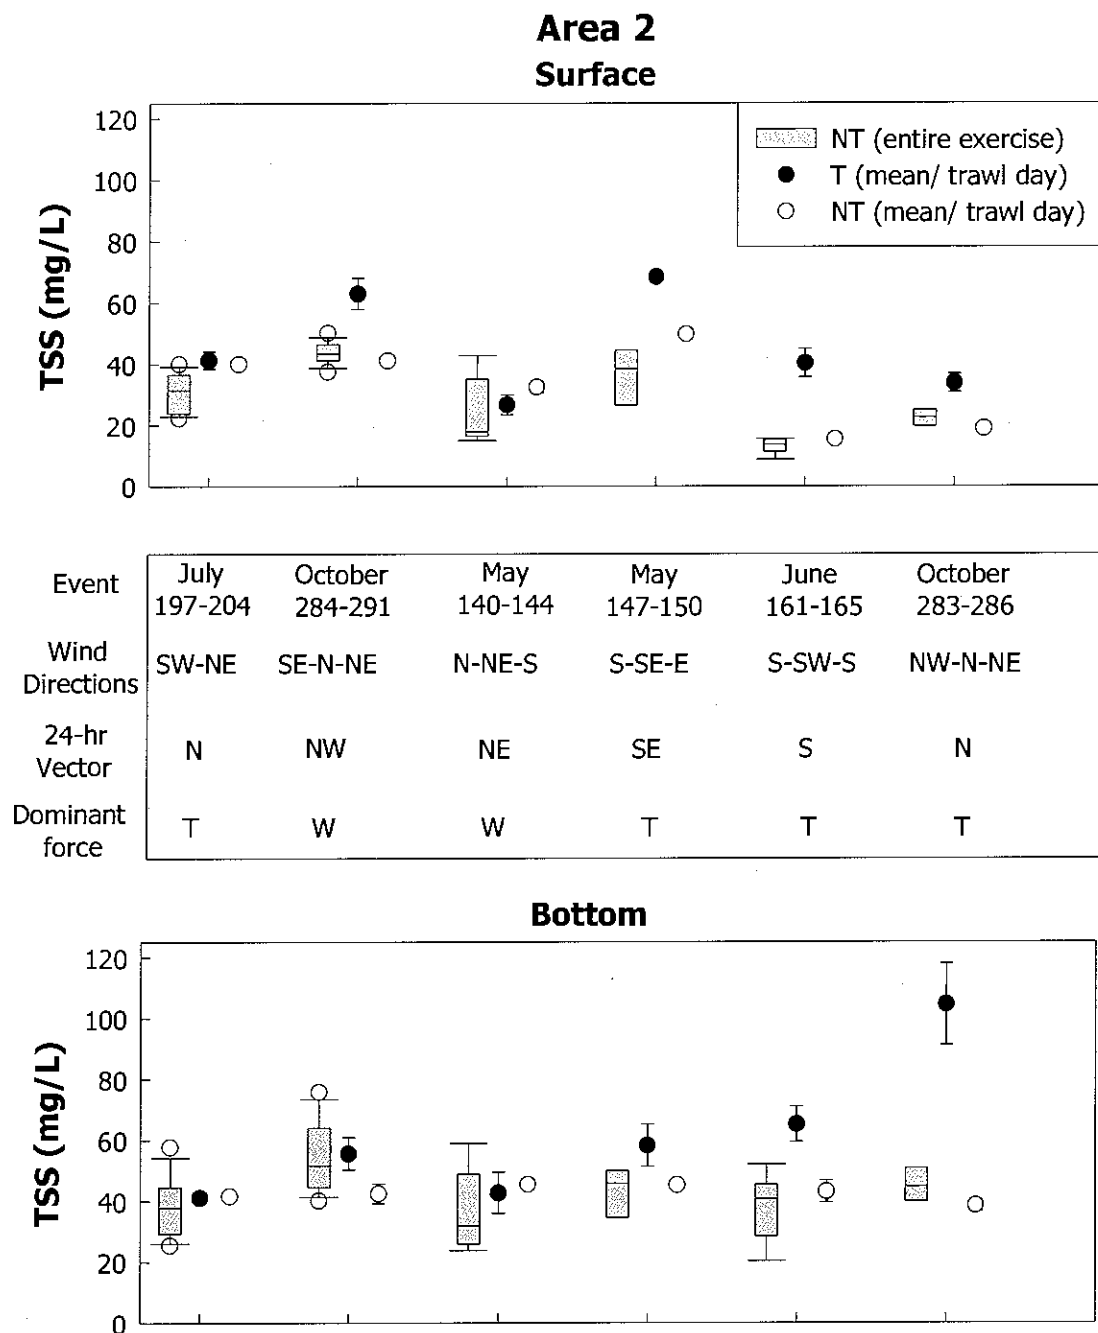 Area 2
Surface
NT (entire exercise)
T (mean/ trawl day)
NT (mean/ trawl day)
TSS (mg/L)
120
100
80
60
40
20
0
Event
July
197-204
October
284-291
May
140-144
May
147-150
June
161-165
October
283-286
Wind
Directions
SW-NE
SE-N-NE
N-NE-S
S-SE-E
S-SW-S
NW-N-NE
24-hr
Vector
N
NW
NE
SE
S
N
Dominant
force
T
W
W
T
T
T
Bottom
TSS (mg/L)
120
100
80
60
40
20
0